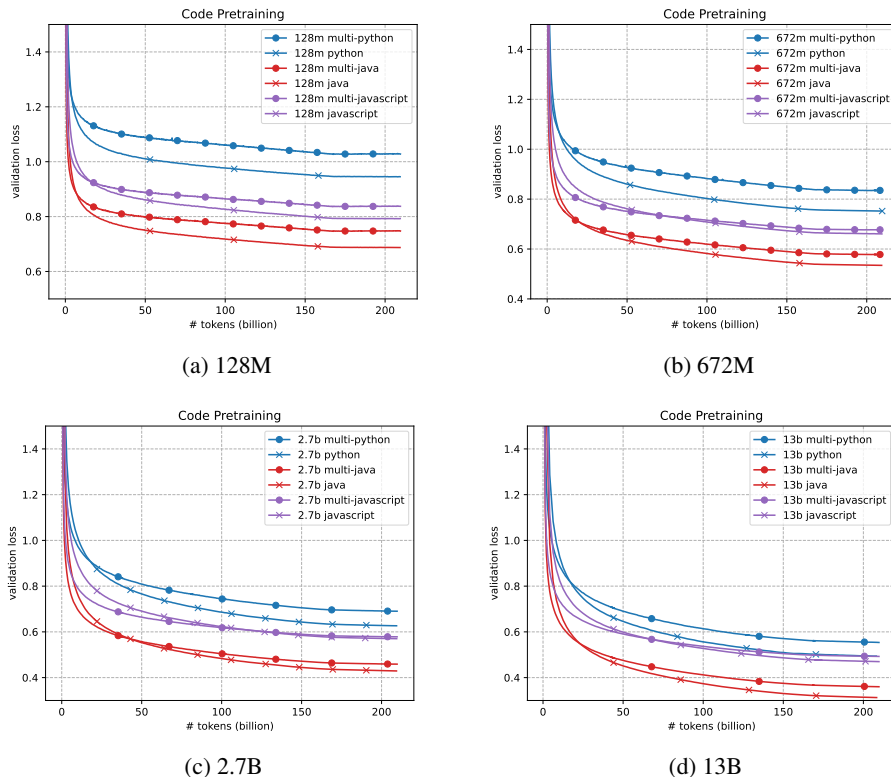 Code Pretraining
128m multi-python
128m python
128m multi-java
128m java
128m multi-javascript
128m javascript
validation loss
1.4
1.2
1.0
0.8
0.6
0 50 100 150 200
# tokens (billion)
(a) 128M
Code Pretraining
672m multi-python
672m python
672m multi-java
672m java
672m multi-javascript
672m javascript
validation loss
1.4
1.2
1.0
0.8
0.6
0.4
0 50 100 150 200
# tokens (billion)
(b) 672M
Code Pretraining
2.7b multi-python
2.7b python
2.7b multi-java
2.7b java
2.7b multi-javascript
2.7b javascript
validation loss
1.4
1.2
1.0
0.8
0.6
0.4
0 50 100 150 200
# tokens (billion)
(c) 2.7B
Code Pretraining
13b multi-python
13b python
13b multi-java
13b java
13b multi-javascript
13b javascript
validation loss
1.4
1.2
1.0
0.8
0.6
0.4
0 50 100 150 200
# tokens (billion)
(d) 13B